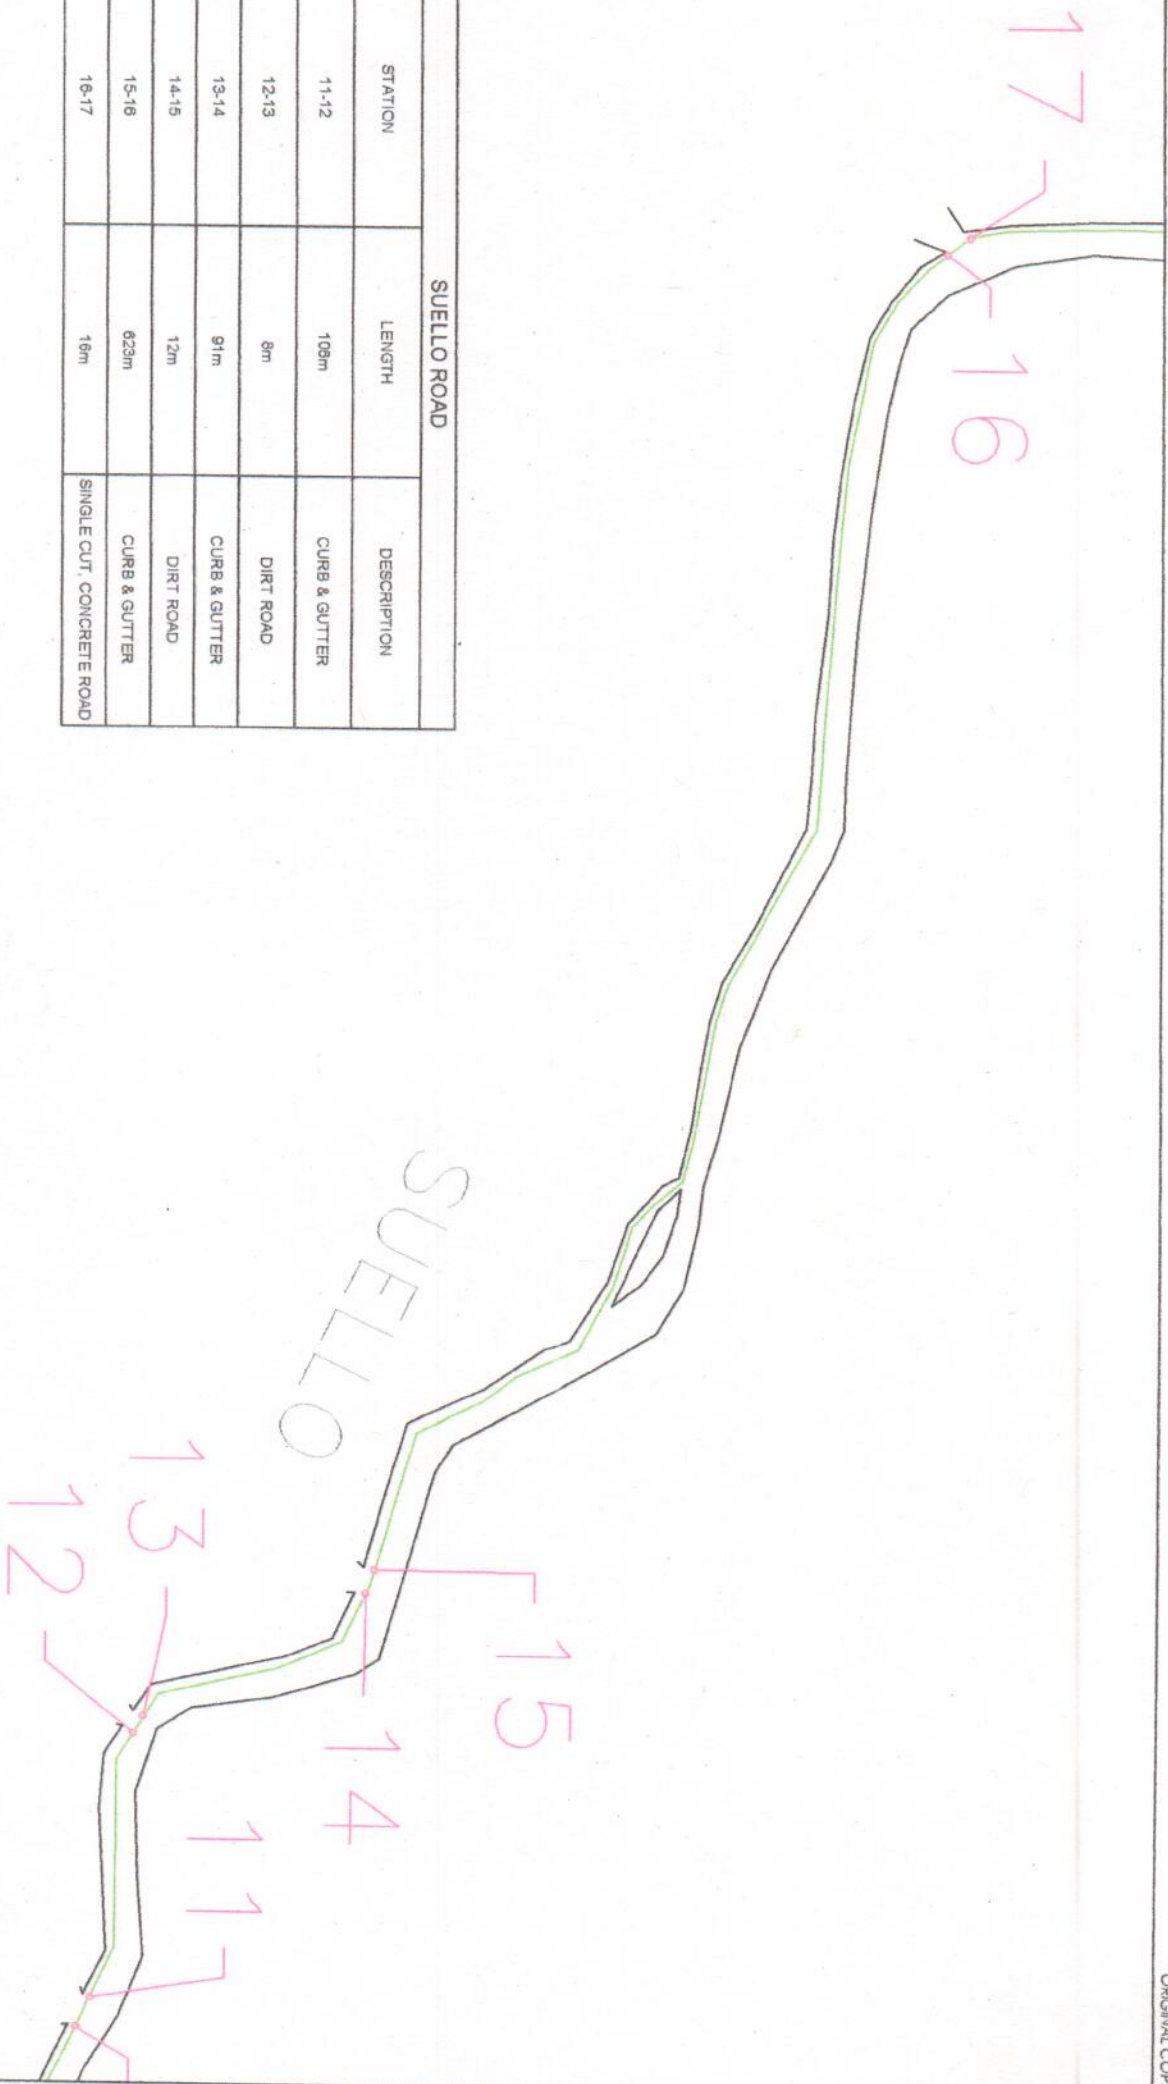 ORIGINAL COP
17
16
15
14
13
12
11
SUELLO
SUELLO ROAD
STATION LENGTH DESCRIPTION
11-12 106m CURB & GUTTER
12-13 8m DIRT ROAD
13-14 91m CURB & GUTTER
14-15 12m DIRT ROAD
15-16 623m CURB & GUTTER
16-17 16m SINGLE CUT, CONCRETE ROAD